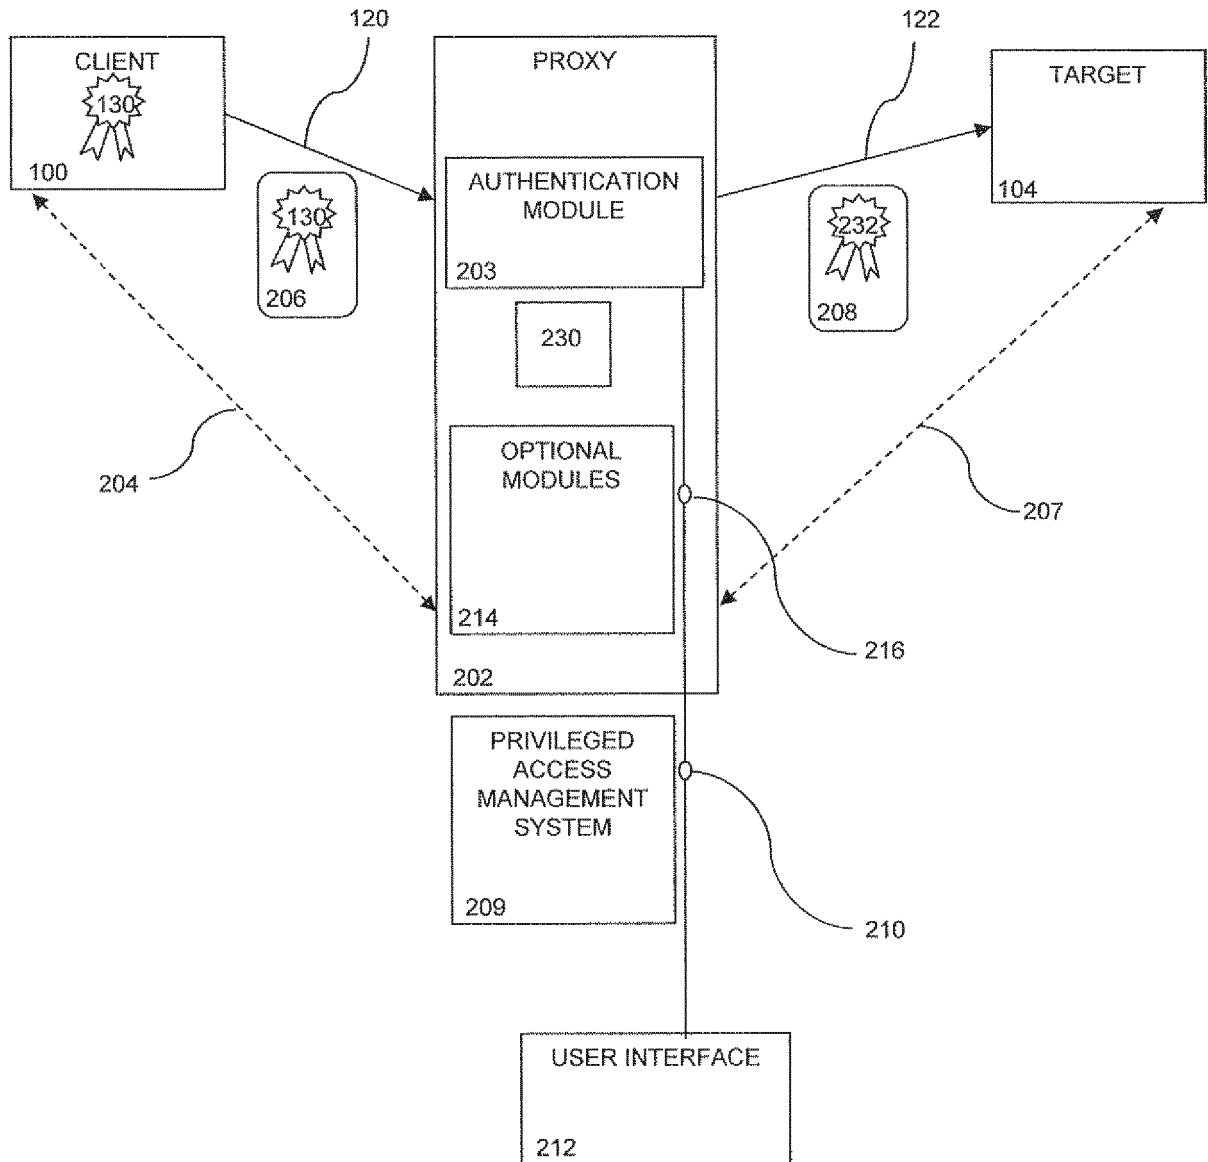 120
122
CLIENT
130
100
PROXY
TARGET
104
AUTHENTICATION
MODULE
203
130
206
232
208
230
OPTIONAL
MODULES
214
204
207
216
202
PRIVILEGED
ACCESS
MANAGEMENT
SYSTEM
209
210
USER INTERFACE
212